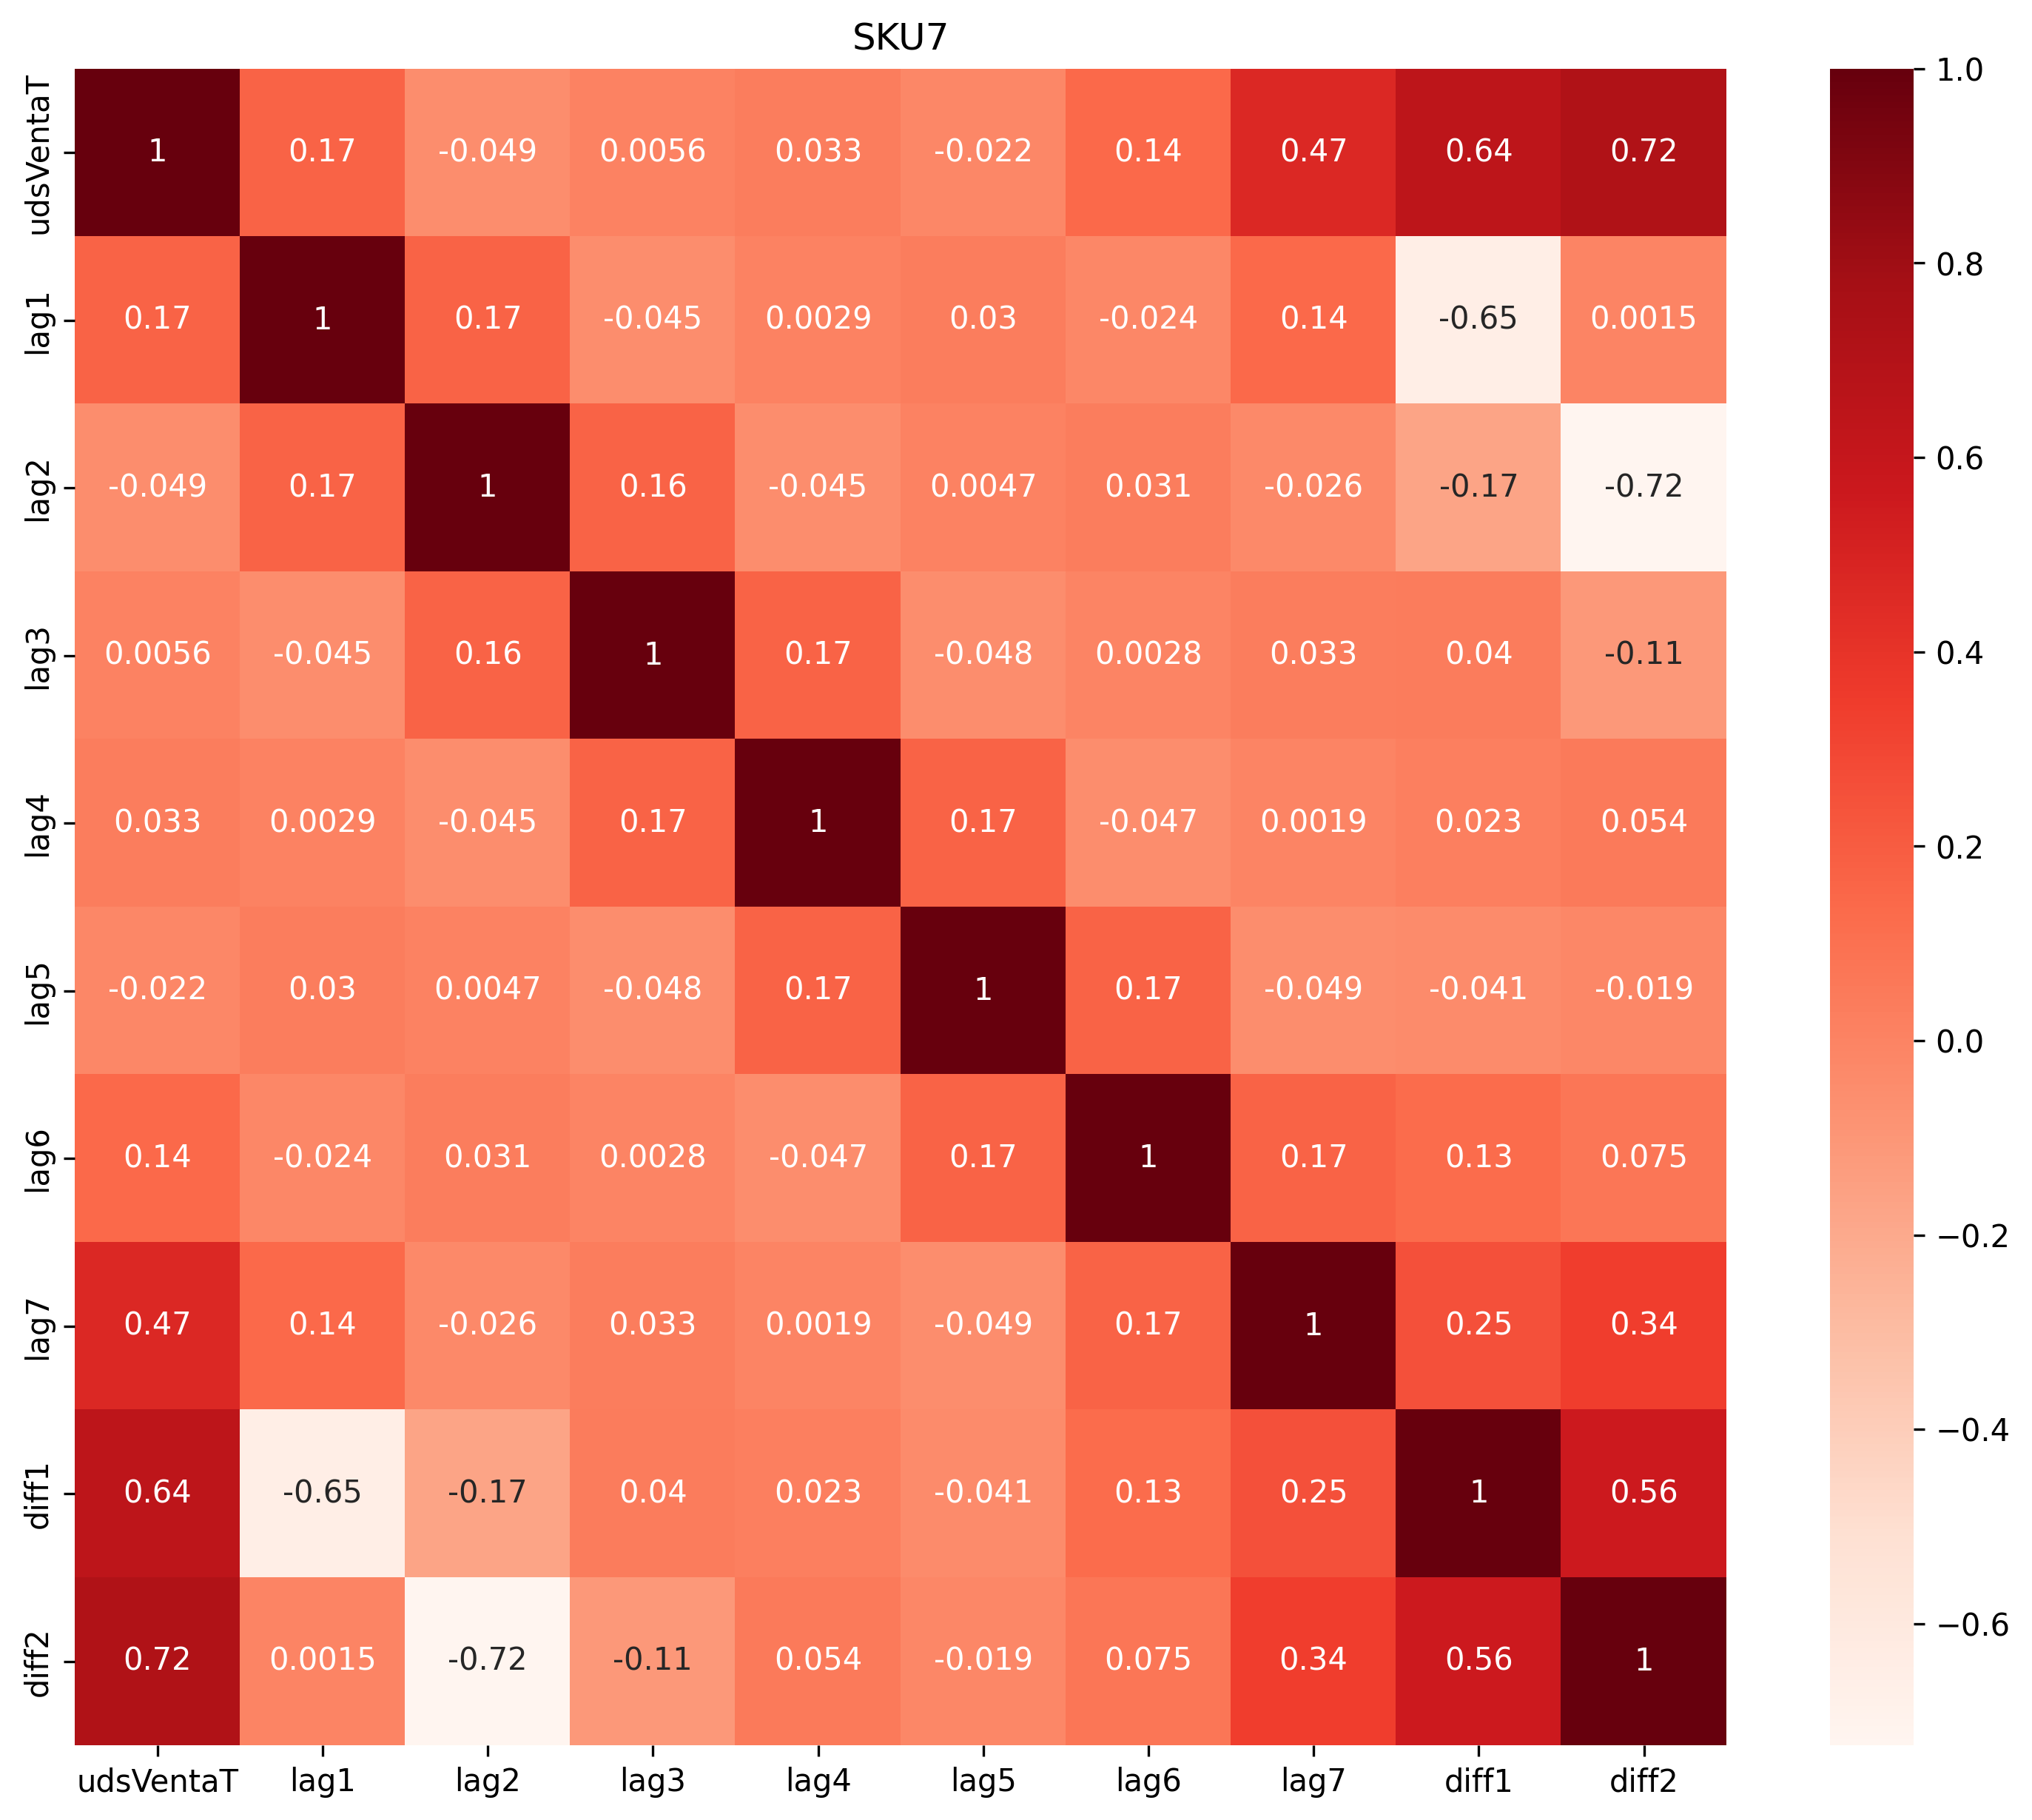 SKU7
udsVentaT 1 0.17 -0.049 0.0056 0.033 -0.022 0.14 0.47 0.64 0.72
lag1 0.17 1 0.17 -0.045 0.0029 0.03 -0.024 0.14 -0.65 0.0015
lag2 -0.049 0.17 1 0.16 -0.045 0.0047 0.031 -0.026 -0.17 -0.72
lag3 0.0056 -0.045 0.16 1 0.17 -0.048 0.0028 0.033 0.04 -0.11
lag4 0.033 0.0029 -0.045 0.17 1 0.17 -0.047 0.0019 0.023 0.054
lag5 -0.022 0.03 0.0047 -0.048 0.17 1 0.17 -0.049 -0.041 -0.019
lag6 0.14 -0.024 0.031 0.0028 -0.047 0.17 1 0.17 0.13 0.075
lag7 0.47 0.14 -0.026 0.033 0.0019 -0.049 0.17 1 0.25 0.34
diff1 0.64 -0.65 -0.17 0.04 0.023 -0.041 0.13 0.25 1 0.56
diff2 0.72 0.0015 -0.72 -0.11 0.054 -0.019 0.075 0.34 0.56 1
udsVentaT lag1 lag2 lag3 lag4 lag5 lag6 lag7 diff1 diff2
1.0
0.8
0.6
0.4
0.2
0.0
−0.2
−0.4
−0.6